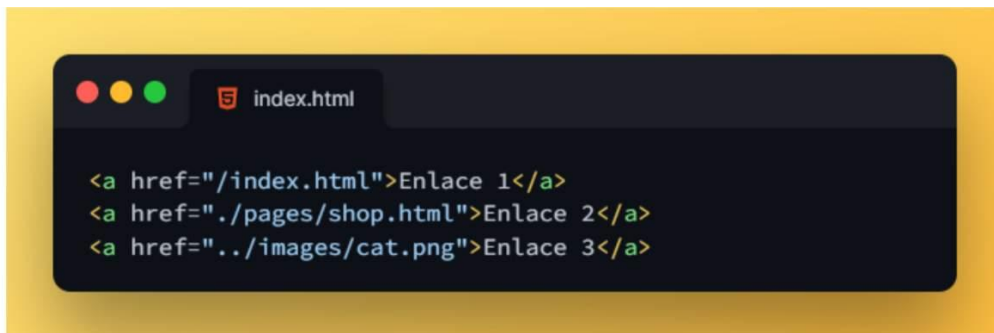 index.html
<a href="/index.html">Enlace 1</a>
<a href="./pages/shop.html">Enlace 2</a>
<a href="../images/cat.png">Enlace 3</a>